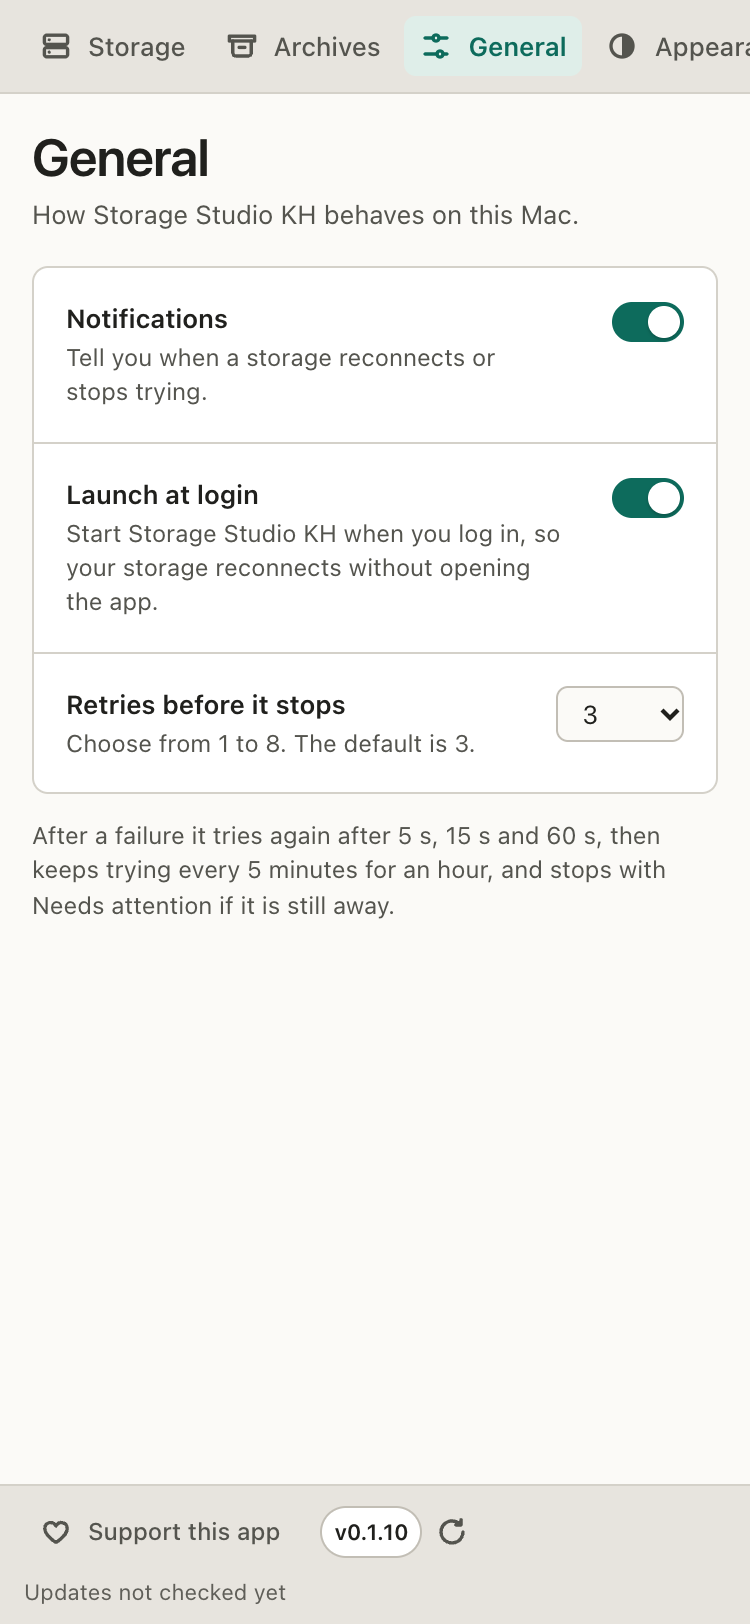 Storage
Archives
General
Appeara
General
How Storage Studio KH behaves on this Mac.
Notifications
Tell you when a storage reconnects or
stops trying.
Launch at login
Start Storage Studio KH when you log in, so
your storage reconnects without opening
the app.
Retries before it stops
3
Choose from 1 to 8. The default is 3.
After a failure it tries again after 5 s, 15 s and 60 s, then
keeps trying every 5 minutes for an hour, and stops with
Needs attention if it is still away.
Support this app
v0.1.10
Updates not checked yet